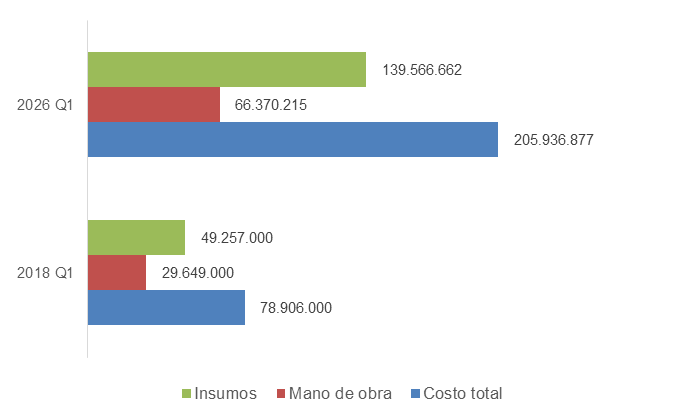 139.566.662
2026 Q1
66.370.215
205.936.877
49.257.000
2018 Q1
29.649.000
78.906.000
Insumos Mano de obra Costo total